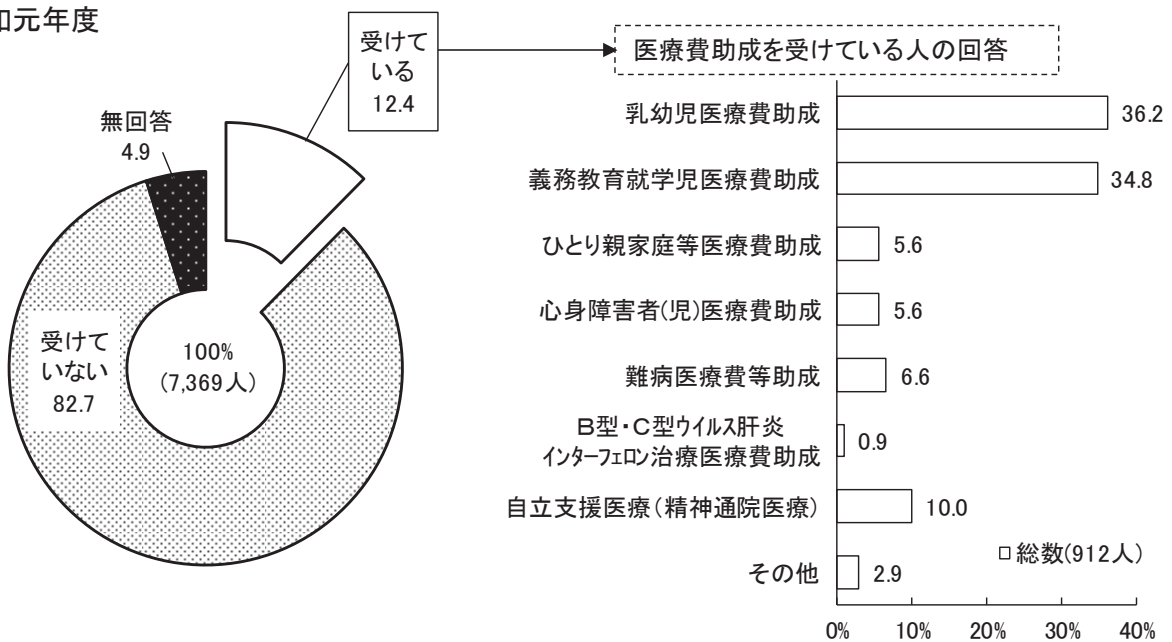 和元年度
受けて
いる
12.4
医療費助成を受けている人の回答
無回答
4.9
受けて
いない
82.7
100%
(7,369人)
乳幼児医療費助成 36.2
義務教育就学児医療費助成 34.8
ひとり親家庭等医療費助成 5.6
心身障害者(児)医療費助成 5.6
難病医療費等助成 6.6
B型・C型ウイルス肝炎
インターフェロン治療医療費助成 0.9
自立支援医療(精神通院医療) 10.0
その他 2.9
総数(912人)
0% 10% 20% 30% 40%